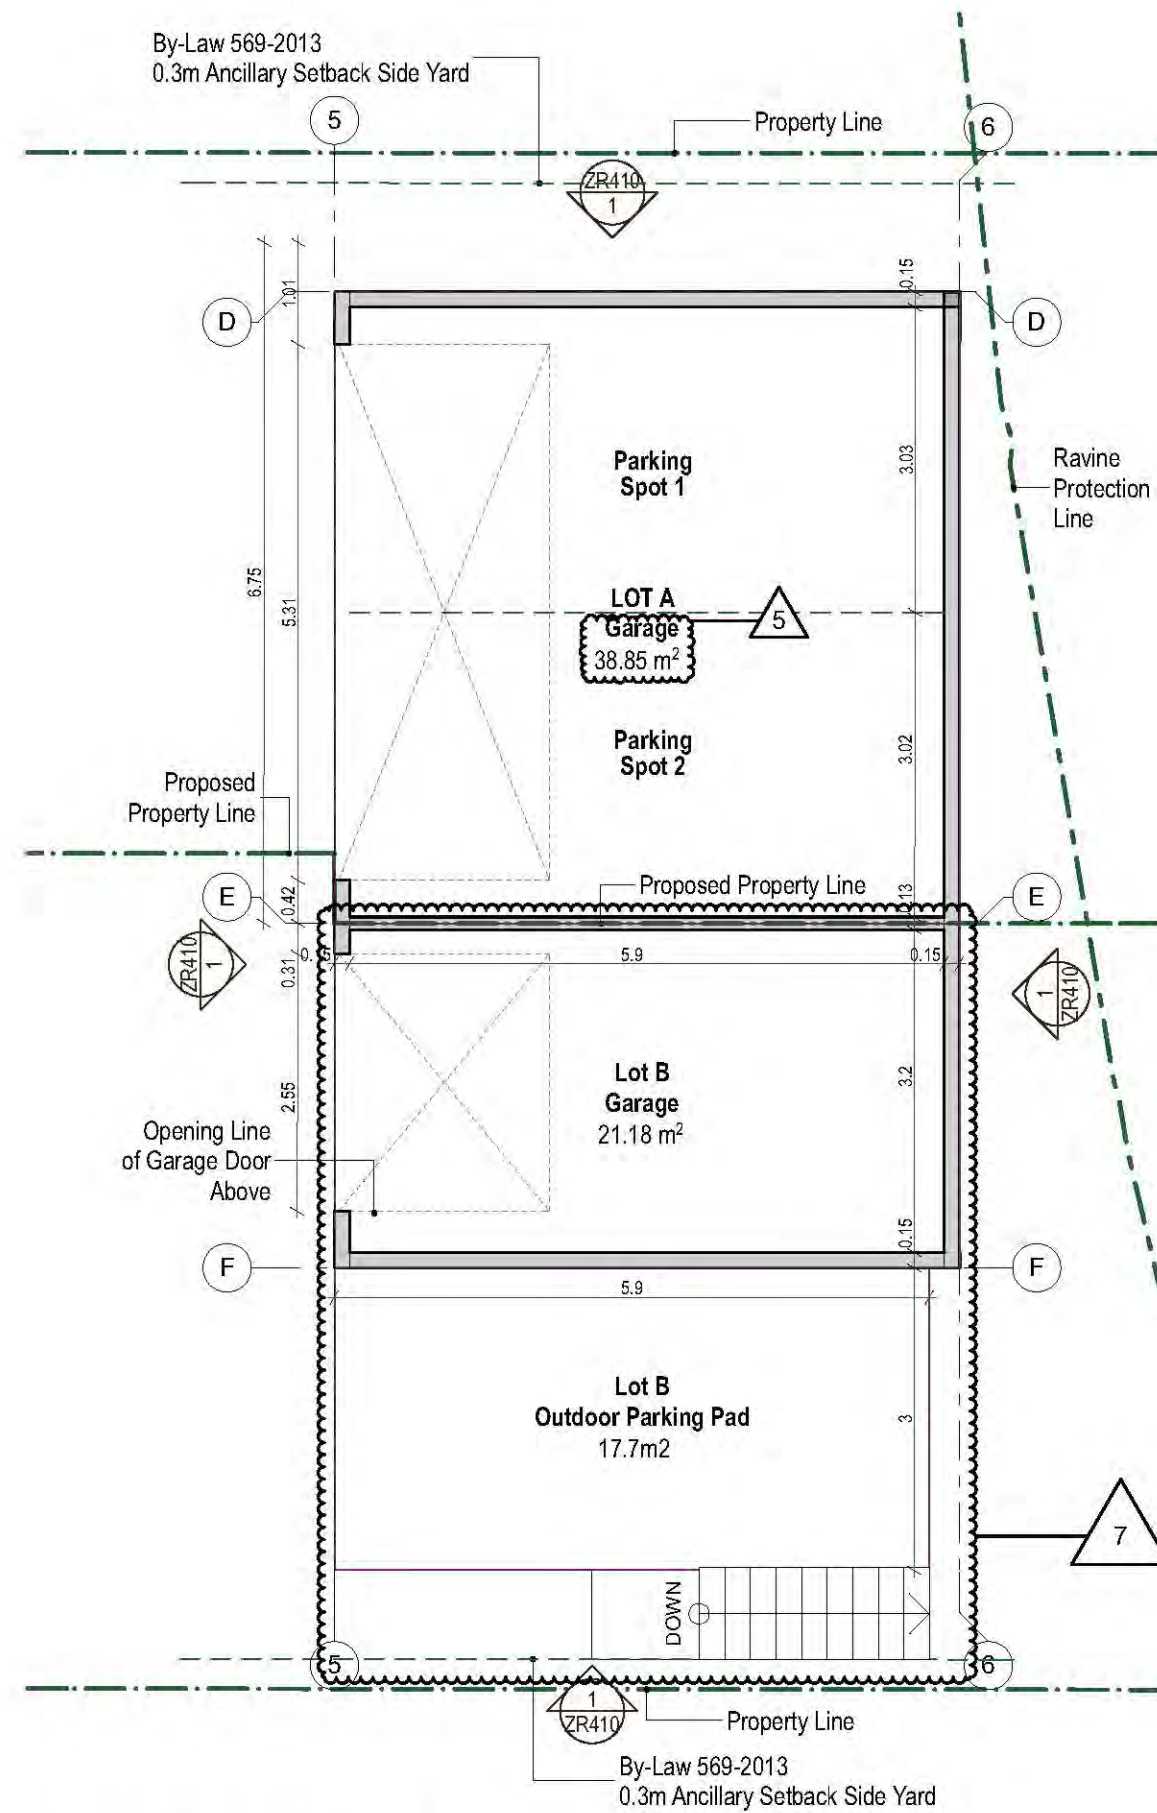 By-Law 569-2013
0.3m Ancillary Setback Side Yard
5
Property Line
6
ZR410
1
0.15
1.01
D
D
3.03
Parking
Spot 1
Ravine
Protection
Line
6.75
5.31
LOT A
Garage
38.85 m²
5
Parking
Spot 2
3.02
Proposed
Property Line
E
0.42
Proposed Property Line
0.13
E
ZR410
1
0.31
5.9
0.15
1
ZR410
2.55
Lot B
Garage
21.18 m²
3.2
Opening Line
of Garage Door
Above
0.15
F
F
5.9
Lot B
Outdoor Parking Pad
17.7m2
3
7
DOWN
5
6
1
ZR410
Property Line
By-Law 569-2013
0.3m Ancillary Setback Side Yard